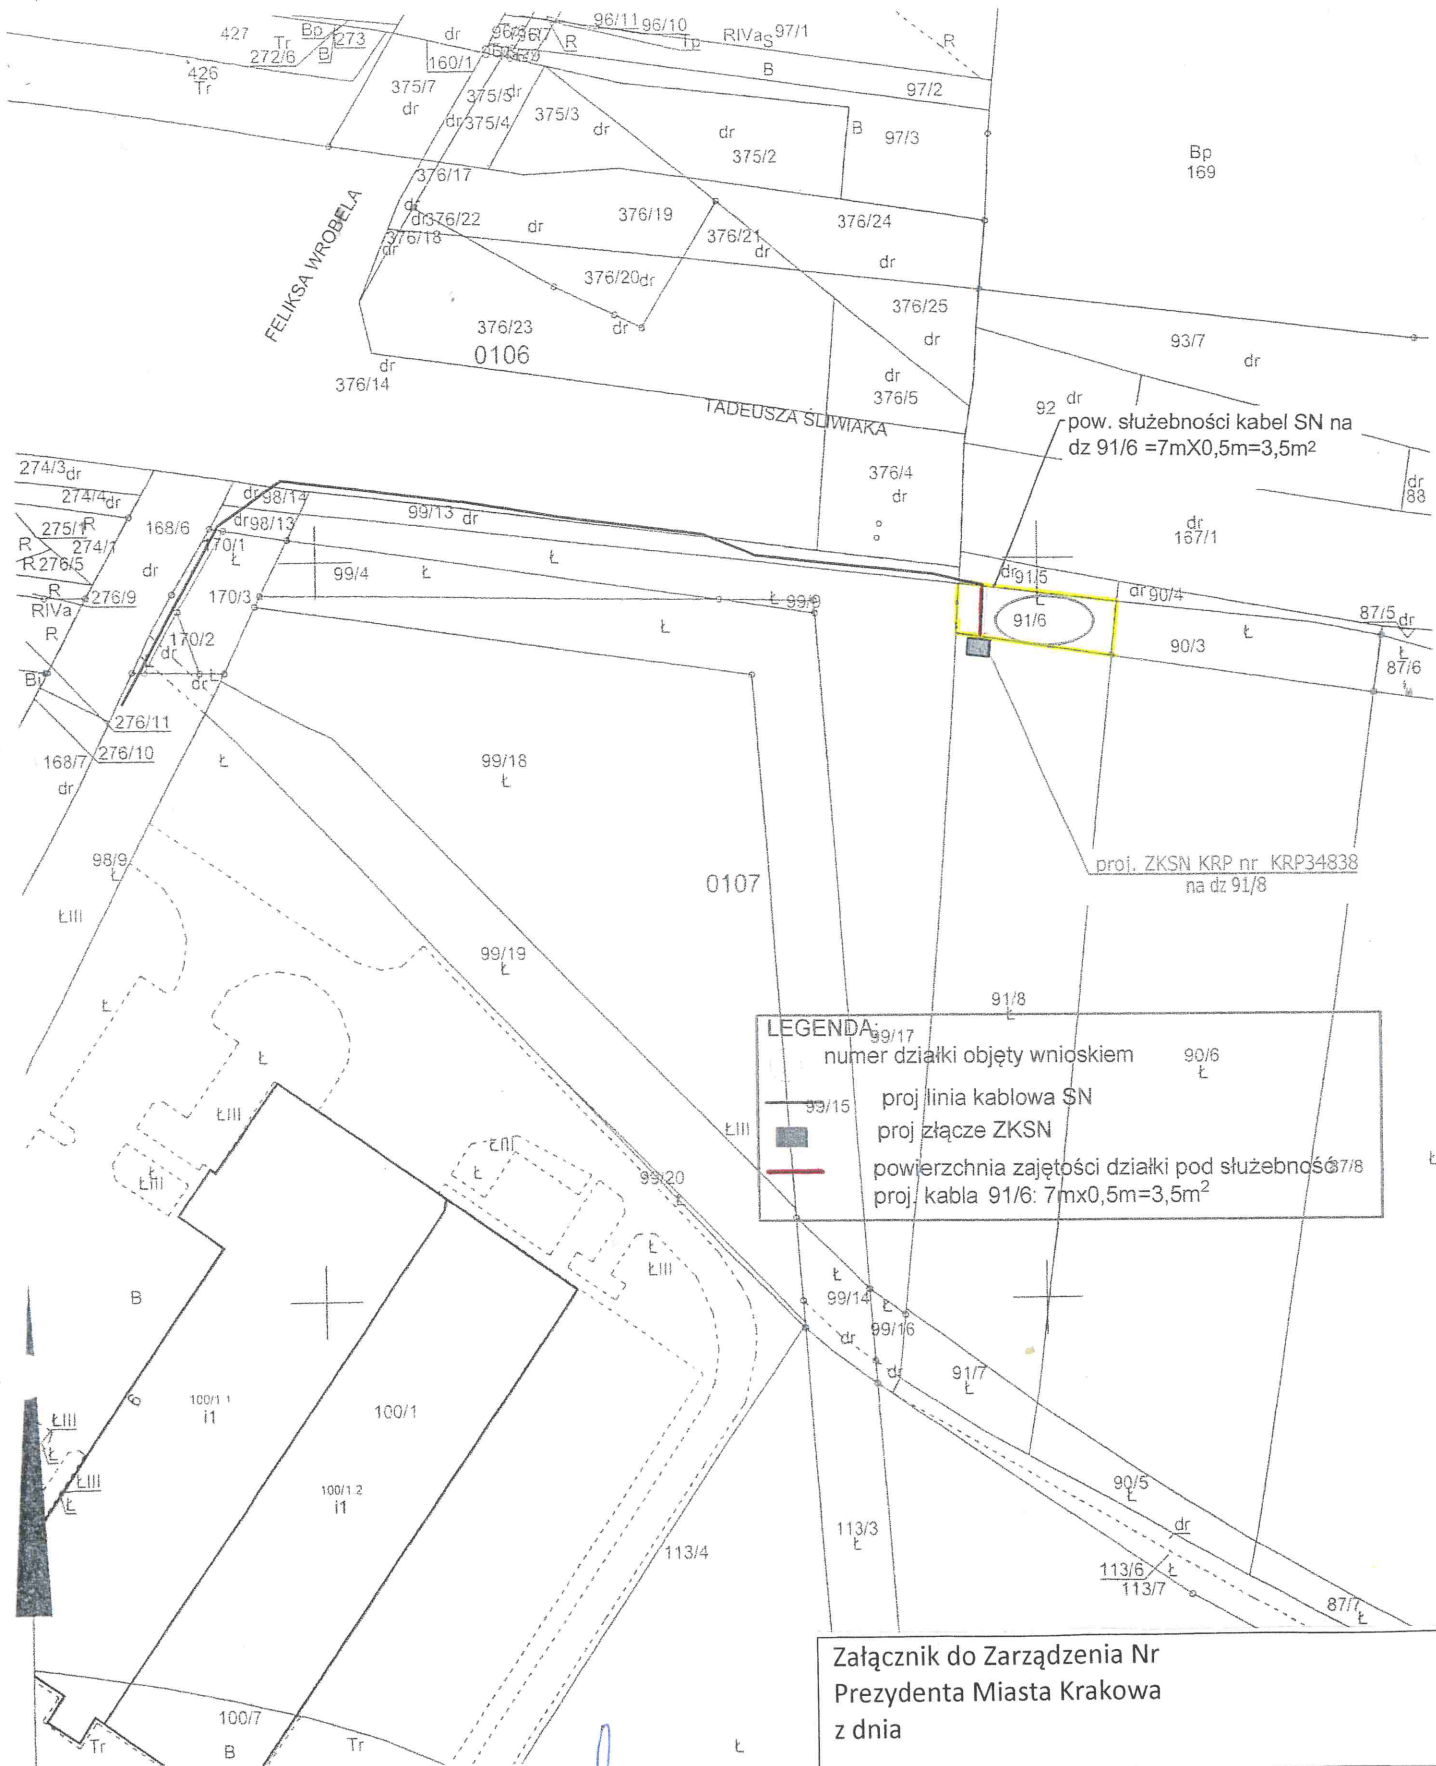 427
Tr
272/6
Bp
B
273
426
Tr
dr
160/1
375/7
dr
96/11
96/10
R
Tp
RIVa
S
97/1
R
B
97/2
375/5
dr
dr
375/4
375/3
dr
dr
375/2
B
97/3
Bp
169
376/17
dr
dr
376/22
376/18
dr
dr
376/19
376/21
dr
376/24
dr
376/20
dr
376/25
dr
FELIKSA WROBELA
376/23
dr
0106
dr
376/14
dr
376/5
93/7
dr
TADEUSZA ŚLIWIAKA
92
dr
pow. służebności kabel SN na
dz 91/6 =7mX0,5m=3,5m²
376/4
dr
dr
88
274/3
dr
274/4
dr
275/1
R
274/1
R
R
276/5
R
RIVa
276/9
R
168/6
dr
dr
98/14
dr
98/13
99/13
dr
170/1
Ł
99/4
Ł
Ł
170/3
170/2
dr
dr
Ł
Ł
99/9
Ł
dr
167/1
dr
91/5
Ł
91/6
dr
90/4
Ł
90/3
87/5
dr
Ł
87/6
276/11
276/10
168/7
dr
Ł
99/18
Ł
98/9
Ł
ŁIII
proj. ZKSN KRP nr KRP34838
na dz 91/8
0107
99/19
Ł
Ł
91/8
Ł
LEGENDA:
99/17
numer działki objęty wnioskiem
90/6
Ł
99/15
proj linia kablowa SN
proj złącze ZKSN
powierzchnia zajętości działki pod służebność
87/8
proj. kabla 91/6: 7mx0,5m=3,5m²
Ł
Ł
ŁIII
ŁIII
ŁIII
Ł
Ł
ŁIII
99/20
Ł
Ł
ŁIII
Ł
99/14
Ł
99/16
dr
dr
91/7
Ł
B
6
100/1 1
i1
100/1
100/1 2
i1
ŁIII
Ł
ŁIII
Ł
90/5
Ł
dr
113/3
Ł
113/4
113/6
Ł
113/7
87/7
Ł
100/7
Tr
B
Tr
Ł
Załącznik do Zarządzenia Nr
Prezydenta Miasta Krakowa
z dnia